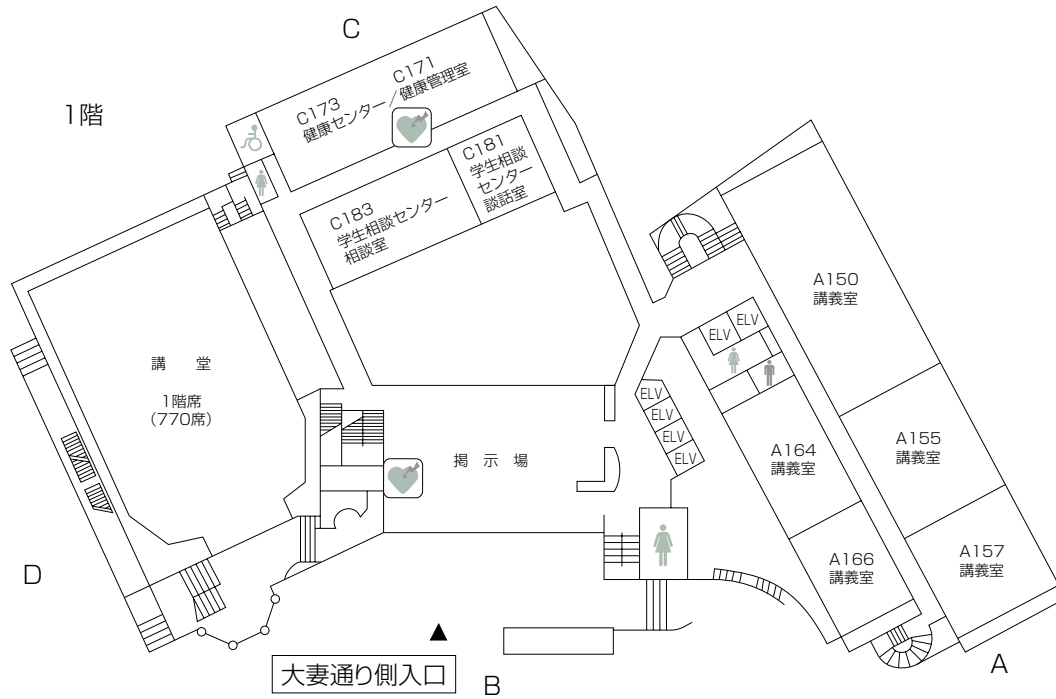 C
1階
C171
健康管理室
C173
健康センター/
C181
学生相談
センター
談話室
C183
学生相談センター
相談室
A150
講義室
ELV
ELV
講 堂
1階席
(770席)
ELV
ELV
ELV
ELV
掲 示 場
A164
講義室
A155
講義室
A166
講義室
A157
講義室
D
大妻通り側入口
B
A